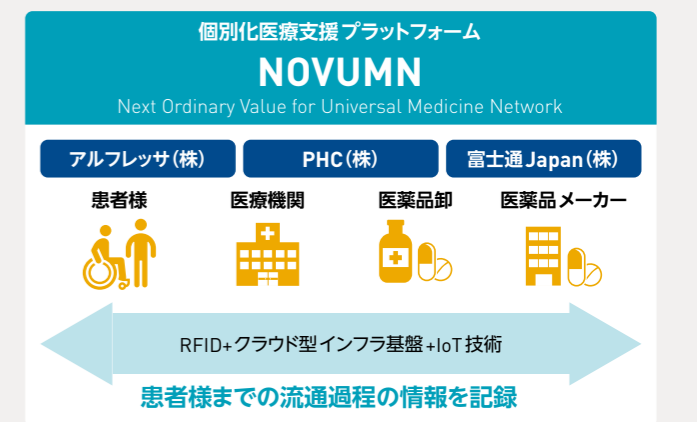 個別化医療支援プラットフォーム
NOVUMN
Next Ordinary Value for Universal Medicine Network
アルフレッサ(株) PHC(株) 富士通Japan(株)
患者様 医療機関 医薬品卸 医薬品メーカー
RFID+クラウド型インフラ基盤+IoT技術
患者様までの流通過程の情報を記録